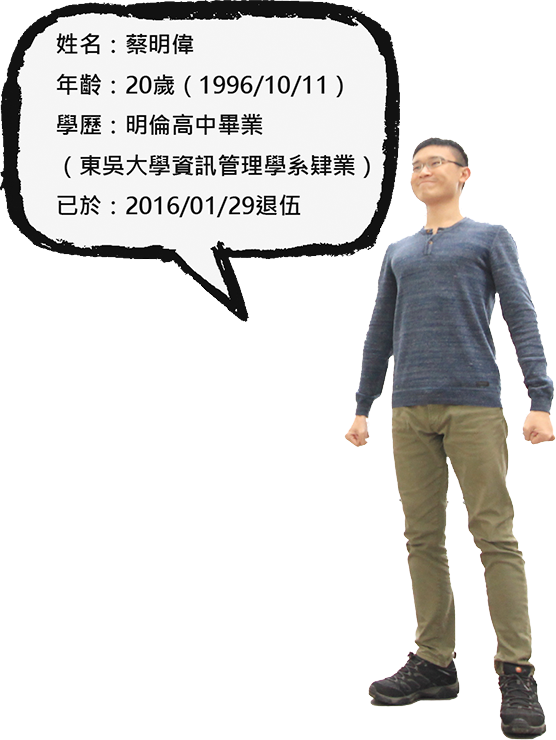 姓名：蔡明偉
年齡：20歲（1996/10/11）
學歷：明倫高中畢業
（東吳大學資訊管理學系肄業）
已於：2016/01/29退伍